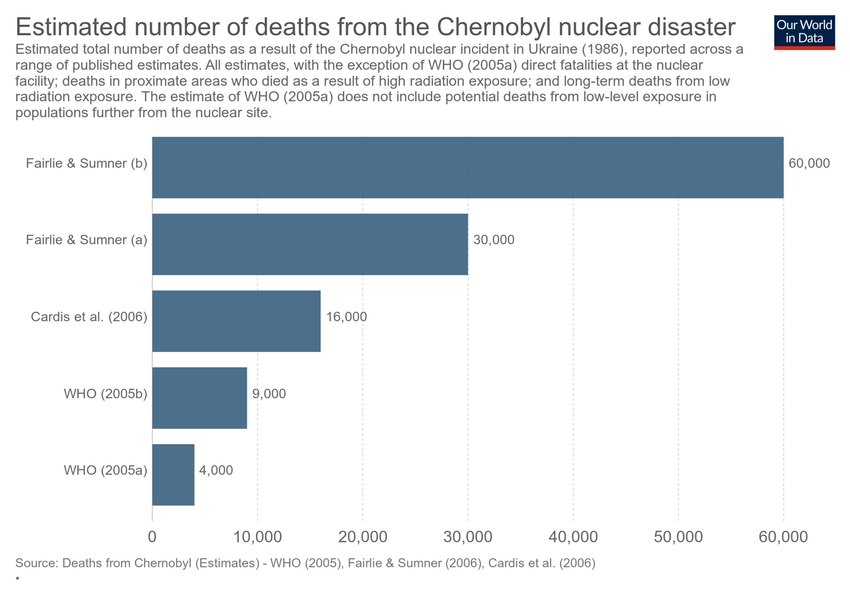 Estimated number of deaths from the Chernobyl nuclear disaster
Our World
in Data
Estimated total number of deaths as a result of the Chernobyl nuclear incident in Ukraine (1986), reported across a
range of published estimates. All estimates, with the exception of WHO (2005a) direct fatalities at the nuclear
facility; deaths in proximate areas who died as a result of high radiation exposure; and long-term deaths from low
radiation exposure. The estimate of WHO (2005a) does not include potential deaths from low-level exposure in
populations further from the nuclear site.
Fairlie & Sumner (b) 60,000
Fairlie & Sumner (a) 30,000
Cardis et al. (2006) 16,000
WHO (2005b) 9,000
WHO (2005a) 4,000
0 10,000 20,000 30,000 40,000 50,000 60,000
Source: Deaths from Chernobyl (Estimates) - WHO (2005), Fairlie & Sumner (2006), Cardis et al. (2006)
•